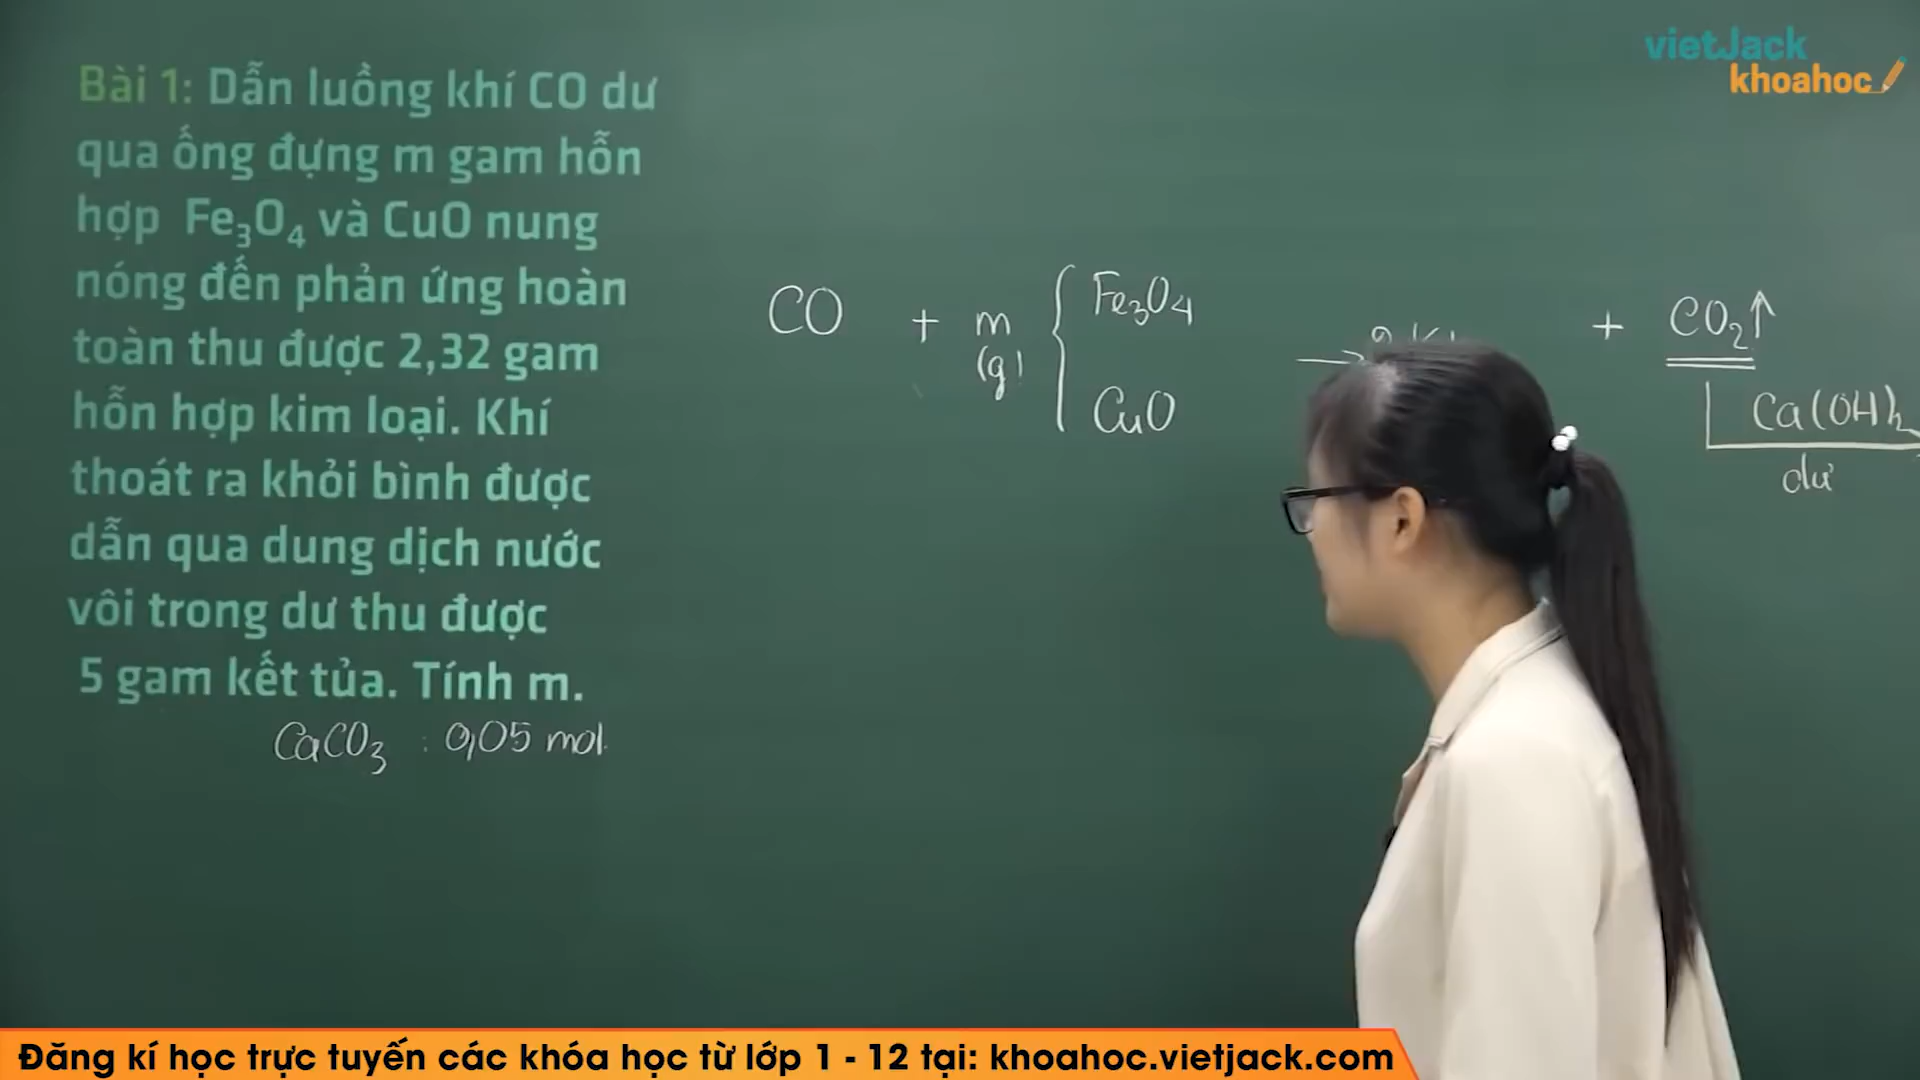 vietJack
khoahoc
Bài 1: Dẫn luồng khí CO dư
qua ống đựng m gam hỗn
hợp Fe₃O₄ và CuO nung
nóng đến phản ứng hoàn
toàn thu được 2,32 gam
hỗn hợp kim loại. Khí
thoát ra khỏi bình được
dẫn qua dung dịch nước
vôi trong dư thu được
5 gam kết tủa. Tính m.
CaCO₃ : 0,05 mol
CO + m (g) { Fe₃O₄ CuO → + CO₂↑
Ca(OH)₂
dư
Đăng kí học trực tuyến các khóa học từ lớp 1 - 12 tại: khoahoc.vietjack.com